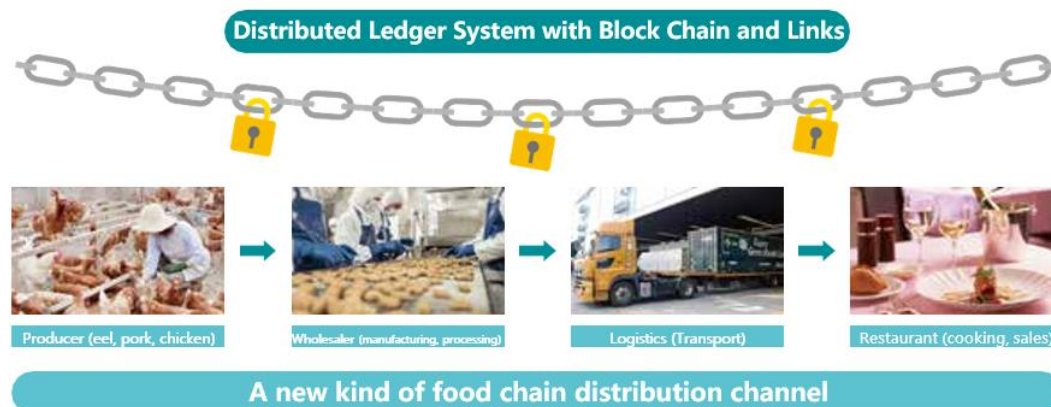 Distributed Ledger System with Block Chain and Links
Producer (eel, pork, chicken)
Wholesaler (manufacturing, processing)
Logistics (Transport)
Restaurant (cooking, sales)
A new kind of food chain distribution channel